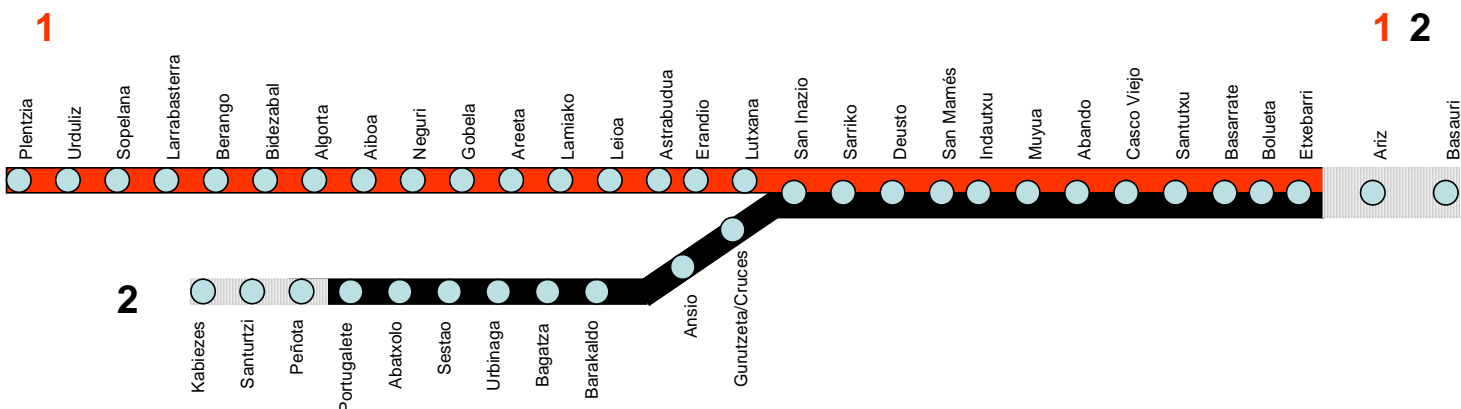 1
1 2
Plentzia
Urduliz
Sopelana
Larrabasterra
Berango
Bidezabal
Algorta
Aiboa
Neguri
Gobela
Areeta
Lamiako
Leioa
Astrabudua
Erandio
Lutxana
San Inazio
Sarriko
Deusto
San Mamés
Indautxu
Muyua
Abando
Casco Viejo
Santutxu
Basarrate
Bolueta
Etxebarri
Ariz
Basauri
2
Kabiezes
Santurtzi
Peñota
Portugalete
Abatxolo
Sestao
Urbinaga
Bagatza
Barakaldo
Ansio
Gurutzeta/Cruces